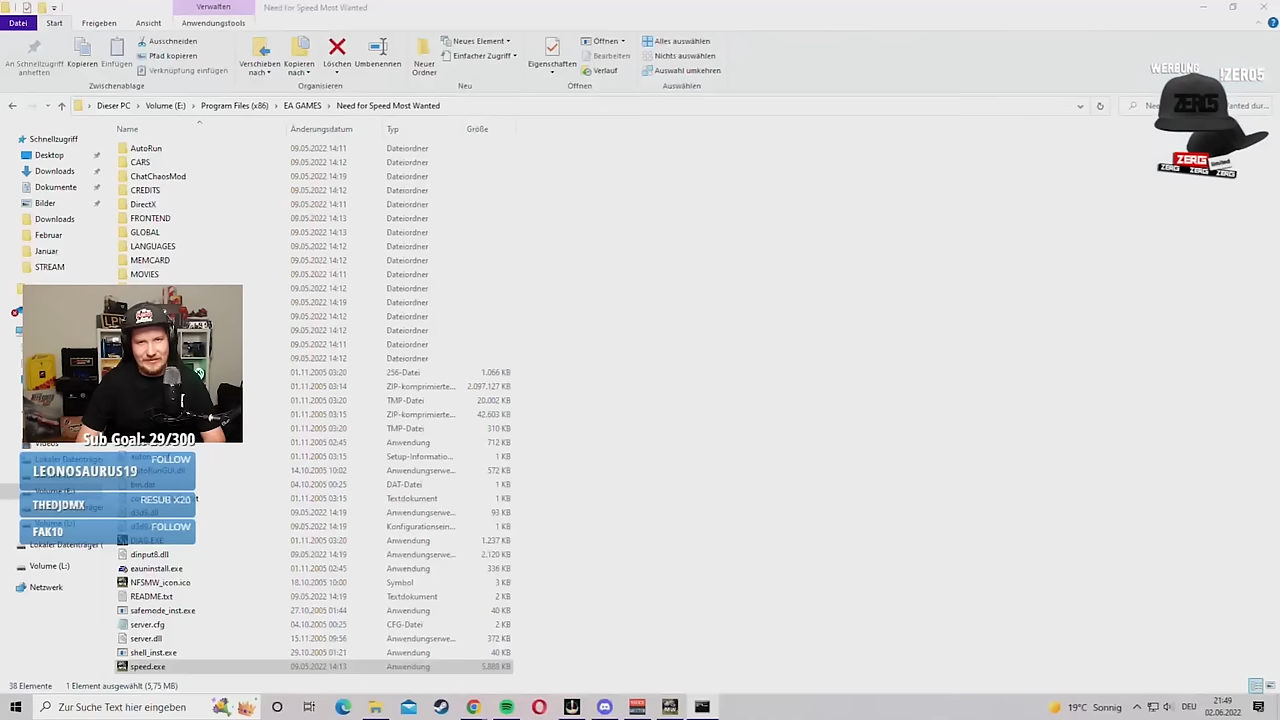 Verwalten
Need for Speed Most Wanted
Datei
Start
Freigeben
Ansicht
Anwendungstools
An Schnellzugriff anheften
Kopieren
Einfügen
Ausschneiden
Pfad kopieren
Verknüpfung einfügen
Zwischenablage
Verschieben nach
Kopieren nach
Löschen
Umbenennen
Organisieren
Neuer Ordner
Neues Element
Einfacher Zugriff
Neu
Eigenschaften
Öffnen
Bearbeiten
Verlauf
Öffnen
Alles auswählen
Nichts auswählen
Auswahl umkehren
Auswählen
WERBUNG !ZERO5
Dieser PC > Volume (E:) > Program Files (x86) > EA GAMES > Need for Speed Most Wanted
Name Änderungsdatum Typ Größe
Schnellzugriff
Desktop
Downloads
Dokumente
Bilder
Downloads
Februar
Januar
STREAM
AutoRun 09.05.2022 14:11 Dateiordner
CARS 09.05.2022 14:12 Dateiordner
ChatChaosMod 09.05.2022 14:19 Dateiordner
CREDITS 09.05.2022 14:12 Dateiordner
DirectX 09.05.2022 14:11 Dateiordner
FRONTEND 09.05.2022 14:13 Dateiordner
GLOBAL 09.05.2022 14:13 Dateiordner
LANGUAGES 09.05.2022 14:12 Dateiordner
MEMCARD 09.05.2022 14:12 Dateiordner
MOVIES 09.05.2022 14:11 Dateiordner
09.05.2022 14:12 Dateiordner
09.05.2022 14:19 Dateiordner
09.05.2022 14:12 Dateiordner
09.05.2022 14:12 Dateiordner
09.05.2022 14:12 Dateiordner
09.05.2022 14:12 Dateiordner
01.11.2005 03:20 256-Datei 1.066 KB
01.11.2005 03:14 ZIP-komprimierte... 2.097.127 KB
01.11.2005 03:20 TMP-Datei 20.002 KB
01.11.2005 03:15 ZIP-komprimierte... 42.603 KB
01.11.2005 03:20 TMP-Datei 310 KB
01.11.2005 02:45 Anwendung 712 KB
01.11.2005 03:15 Setup-Informatio... 1 KB
14.10.2005 10:02 Anwendungserwe... 572 KB
04.10.2005 00:25 DAT-Datei 1 KB
01.11.2005 03:15 Textdokument 1 KB
09.05.2022 14:19 Anwendungserwe... 93 KB
09.05.2022 14:19 Konfigurationsein... 1 KB
01.11.2005 03:20 Anwendung 1.237 KB
dinput8.dll 09.05.2022 14:19 Anwendungserwe... 2.120 KB
eauninstall.exe 01.11.2005 02:45 Anwendung 336 KB
NFSMW_icon.ico 18.10.2005 10:00 Symbol 3 KB
README.txt 09.05.2022 14:19 Textdokument 2 KB
safemode_inst.exe 27.10.2005 01:44 Anwendung 40 KB
server.cfg 04.10.2005 00:25 CFG-Datei 2 KB
server.dll 15.11.2005 09:56 Anwendungserwe... 372 KB
shell_inst.exe 29.10.2005 01:21 Anwendung 40 KB
speed.exe 09.05.2022 14:13 Anwendung 5.888 KB
Sub Goal: 29/300
LEONOSAURUS19 FOLLOW
THEDJDMX RESUB X20
FAK10 FOLLOW
Lokaler Datenträger (
Volume (L:)
Netzwerk
38 Elemente 1 Element ausgewählt (5,75 MB)
Zur Suche Text hier eingeben
19°C Sonnig
DEU
21:49
02.06.2022